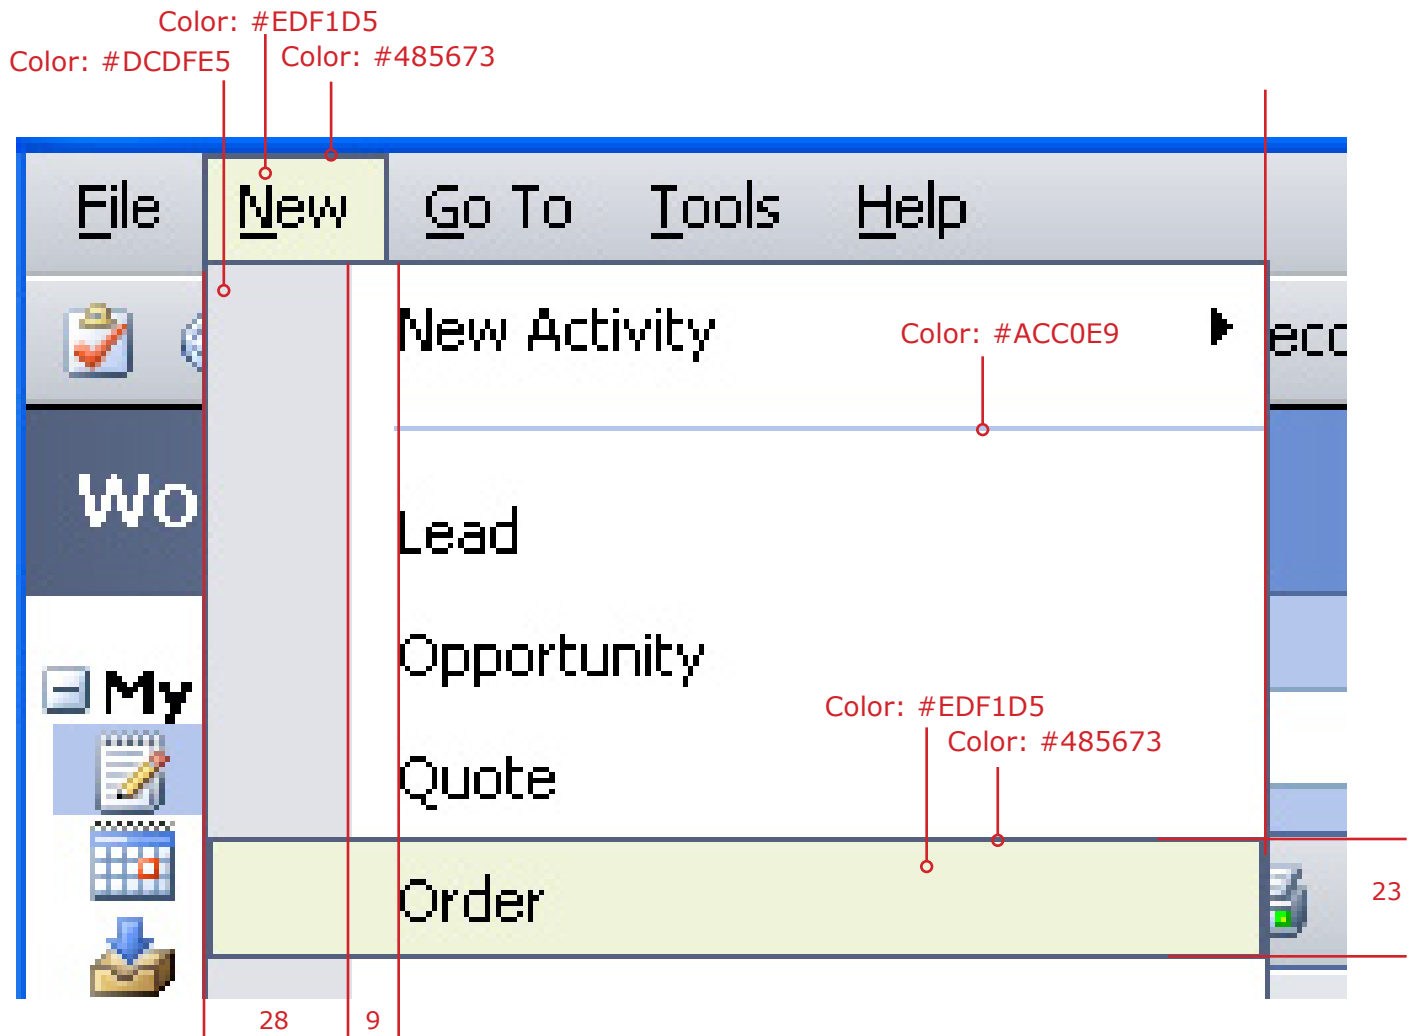 Color: #EDF1D5
Color: #DCDFE5
Color: #485673
File New Go To Tools Help
New Activity
Color: #ACC0E9
Wo
Lead
Opportunity
My
Color: #EDF1D5
Color: #485673
Quote
Order
23
28 9